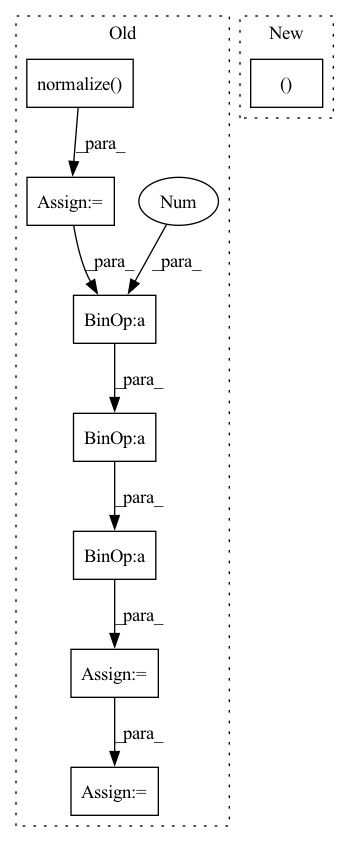 Old
New
normalize()
()
_para_
Assign:=
Num
_para_
_para_
BinOp:a
_para_
BinOp:a
_para_
BinOp:a
_para_
Assign:=
_para_
Assign:=